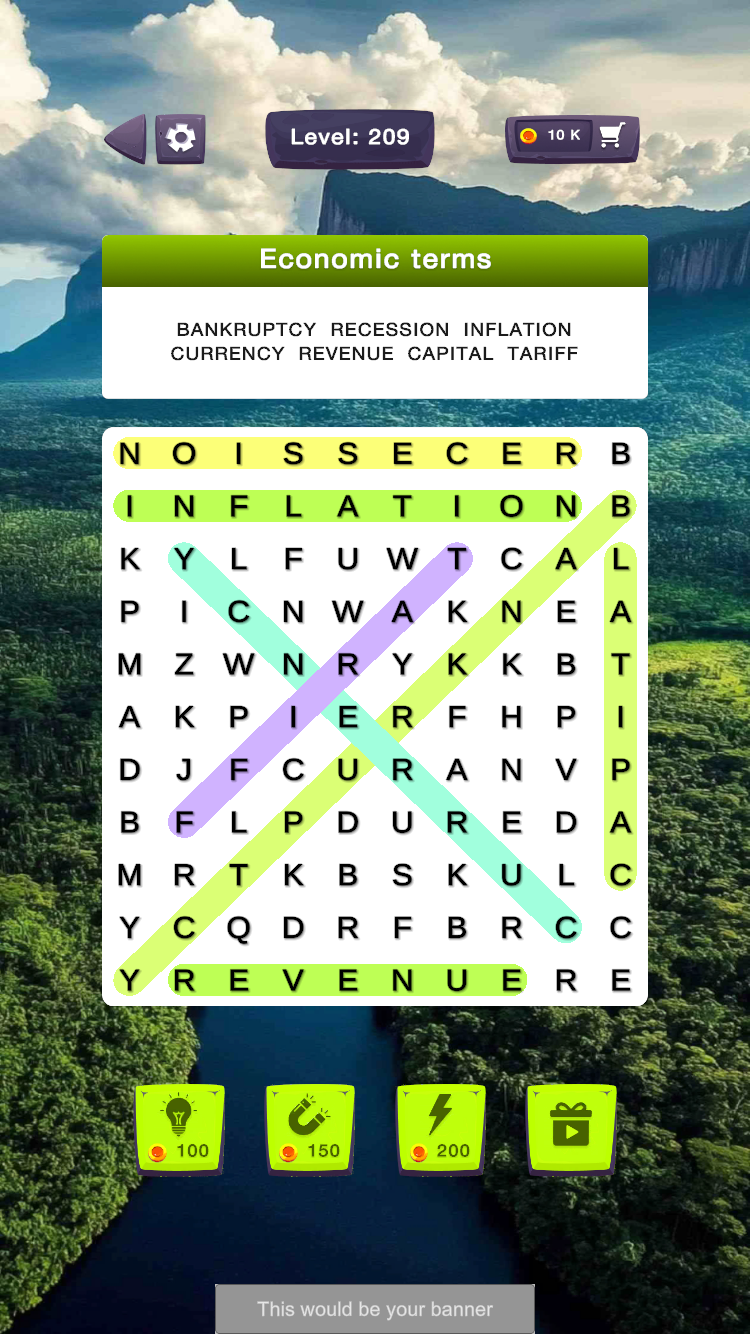 Level: 209
10 K
Economic terms
BANKRUPTCY RECESSION INFLATION
CURRENCY REVENUE CAPITAL TARIFF
N O I S S E C E R B
I N F L A T I O N B
K Y L F U W T C A L
P I C N W A K N E A
M Z W N R Y K K B T
A K P I E R F H P I
D J F C U R A N V P
B F L P D U R E D A
M R T K B S K U L C
Y C Q D R F B R C C
Y R E V E N U E R E
100 150 200
This would be your banner